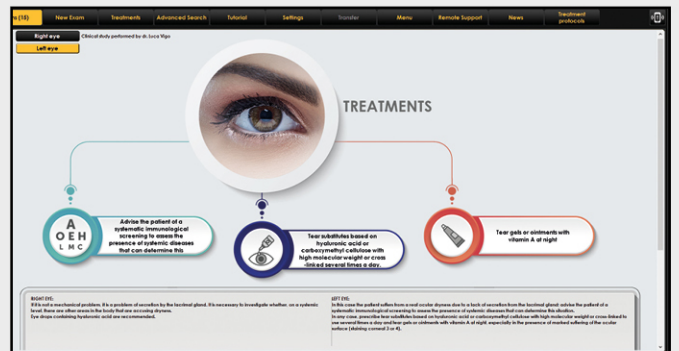 ts (10) New Exam Treatments Advanced Search Tutorial Settings Transfer Menu Remote Support News Treatment protocols
Right eye Clinical study performed by dr. Luca Vigo
Left eye
TREATMENTS
A
O E H
L M C
Advise the patient of a
systematic immunological
screening to assess the
presence of systemic diseases
that can determine this
Tear substitutes based on
hyaluronic acid or
carboxymethyl-cellulose with
high molecular weight or cross
-linked several times a day.
Tear gels or ointments with
vitamin A at night
RIGHT EYE:
If it is not a mechanical problem, it is a problem of secretion by the lacrimal gland. It is necessary to investigate whether, on a systemic
level, there are other areas in the body that are accusing dryness.
Eye drops containing hyaluronic acid are recommended.
LEFT EYE:
In this case the patient suffers from real ocular dryness due to a lack of secretion from the lacrimal gland: advise the patient of a
systematic immunological screening to assess the presence of systemic diseases that can determine this situation.
In any case, prescribe tear substitutes based on hyaluronic acid or carboxymethyl cellulose with high molecular weight or cross-linked to
use several times a day and tear gels or ointments with vitamin A at night, especially in the presence of marked suffering of the ocular
surface (staining corneal 3 or 4).